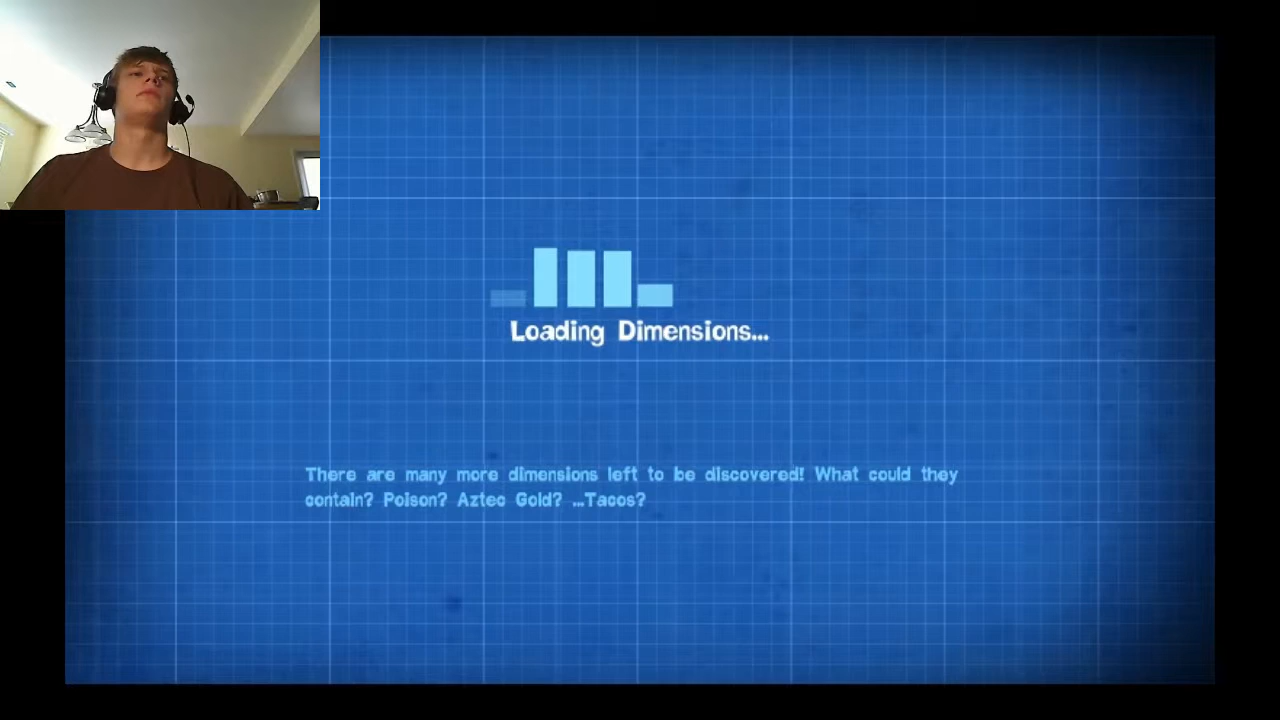 Loading Dimensions...
There are many more dimensions left to be discovered! What could they
contain? Poison? Aztec Gold? ...Tacos?